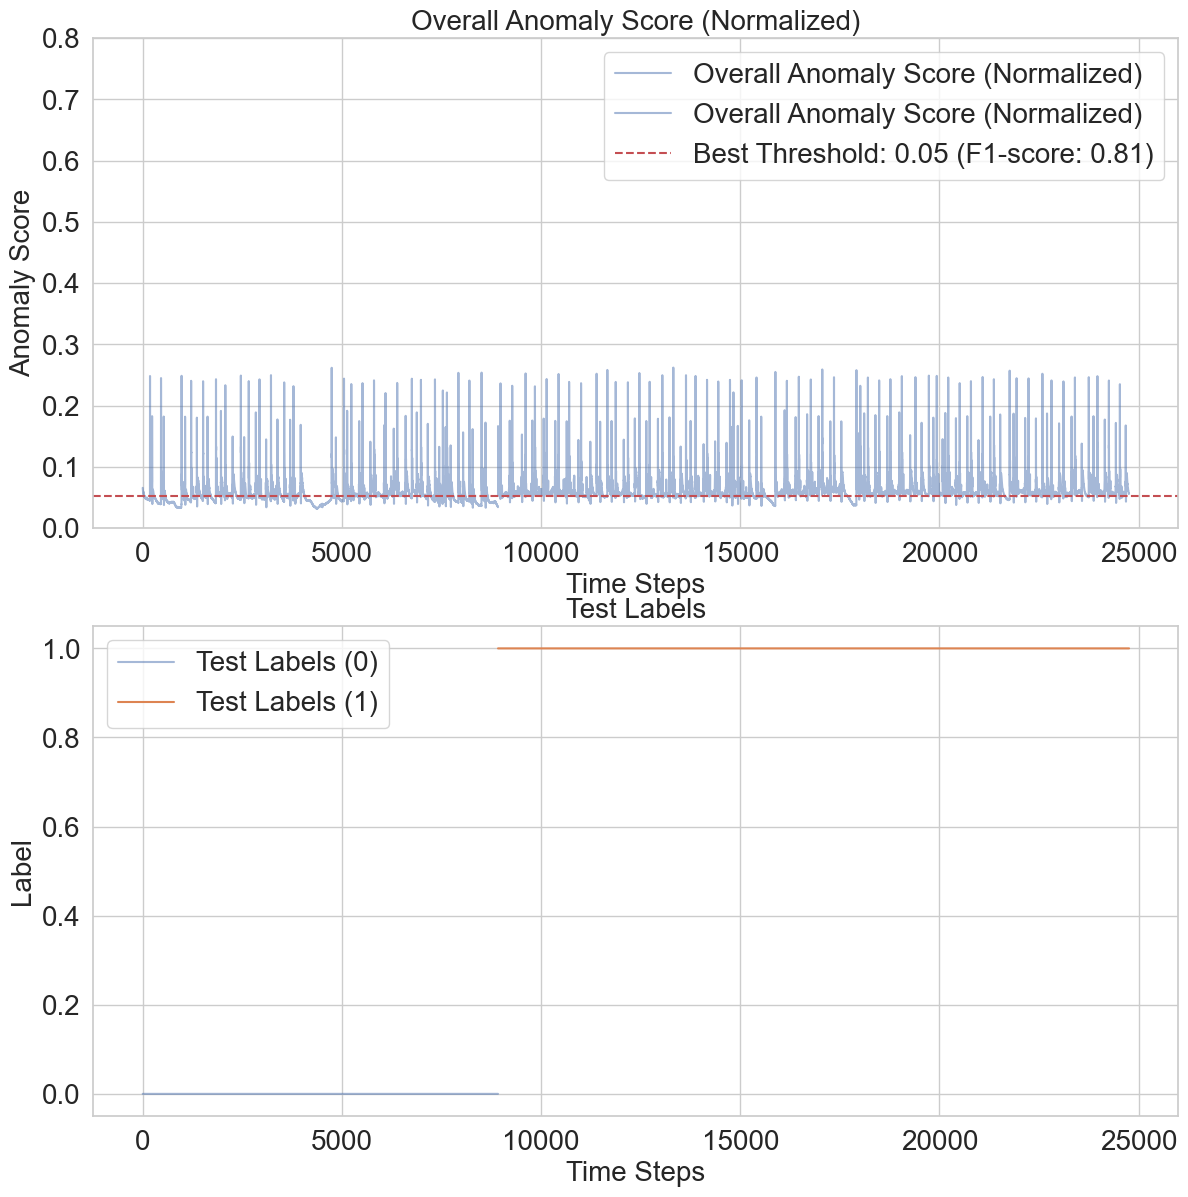 Overall Anomaly Score (Normalized)
0.8
0.7
0.6
0.5
0.4
0.3
0.2
0.1
0.0
Anomaly Score
Overall Anomaly Score (Normalized)
Overall Anomaly Score (Normalized)
Best Threshold: 0.05 (F1-score: 0.81)
0 5000 10000 15000 20000 25000
Time Steps
Test Labels
1.0
0.8
0.6
0.4
0.2
0.0
Label
Test Labels (0)
Test Labels (1)
0 5000 10000 15000 20000 25000
Time Steps